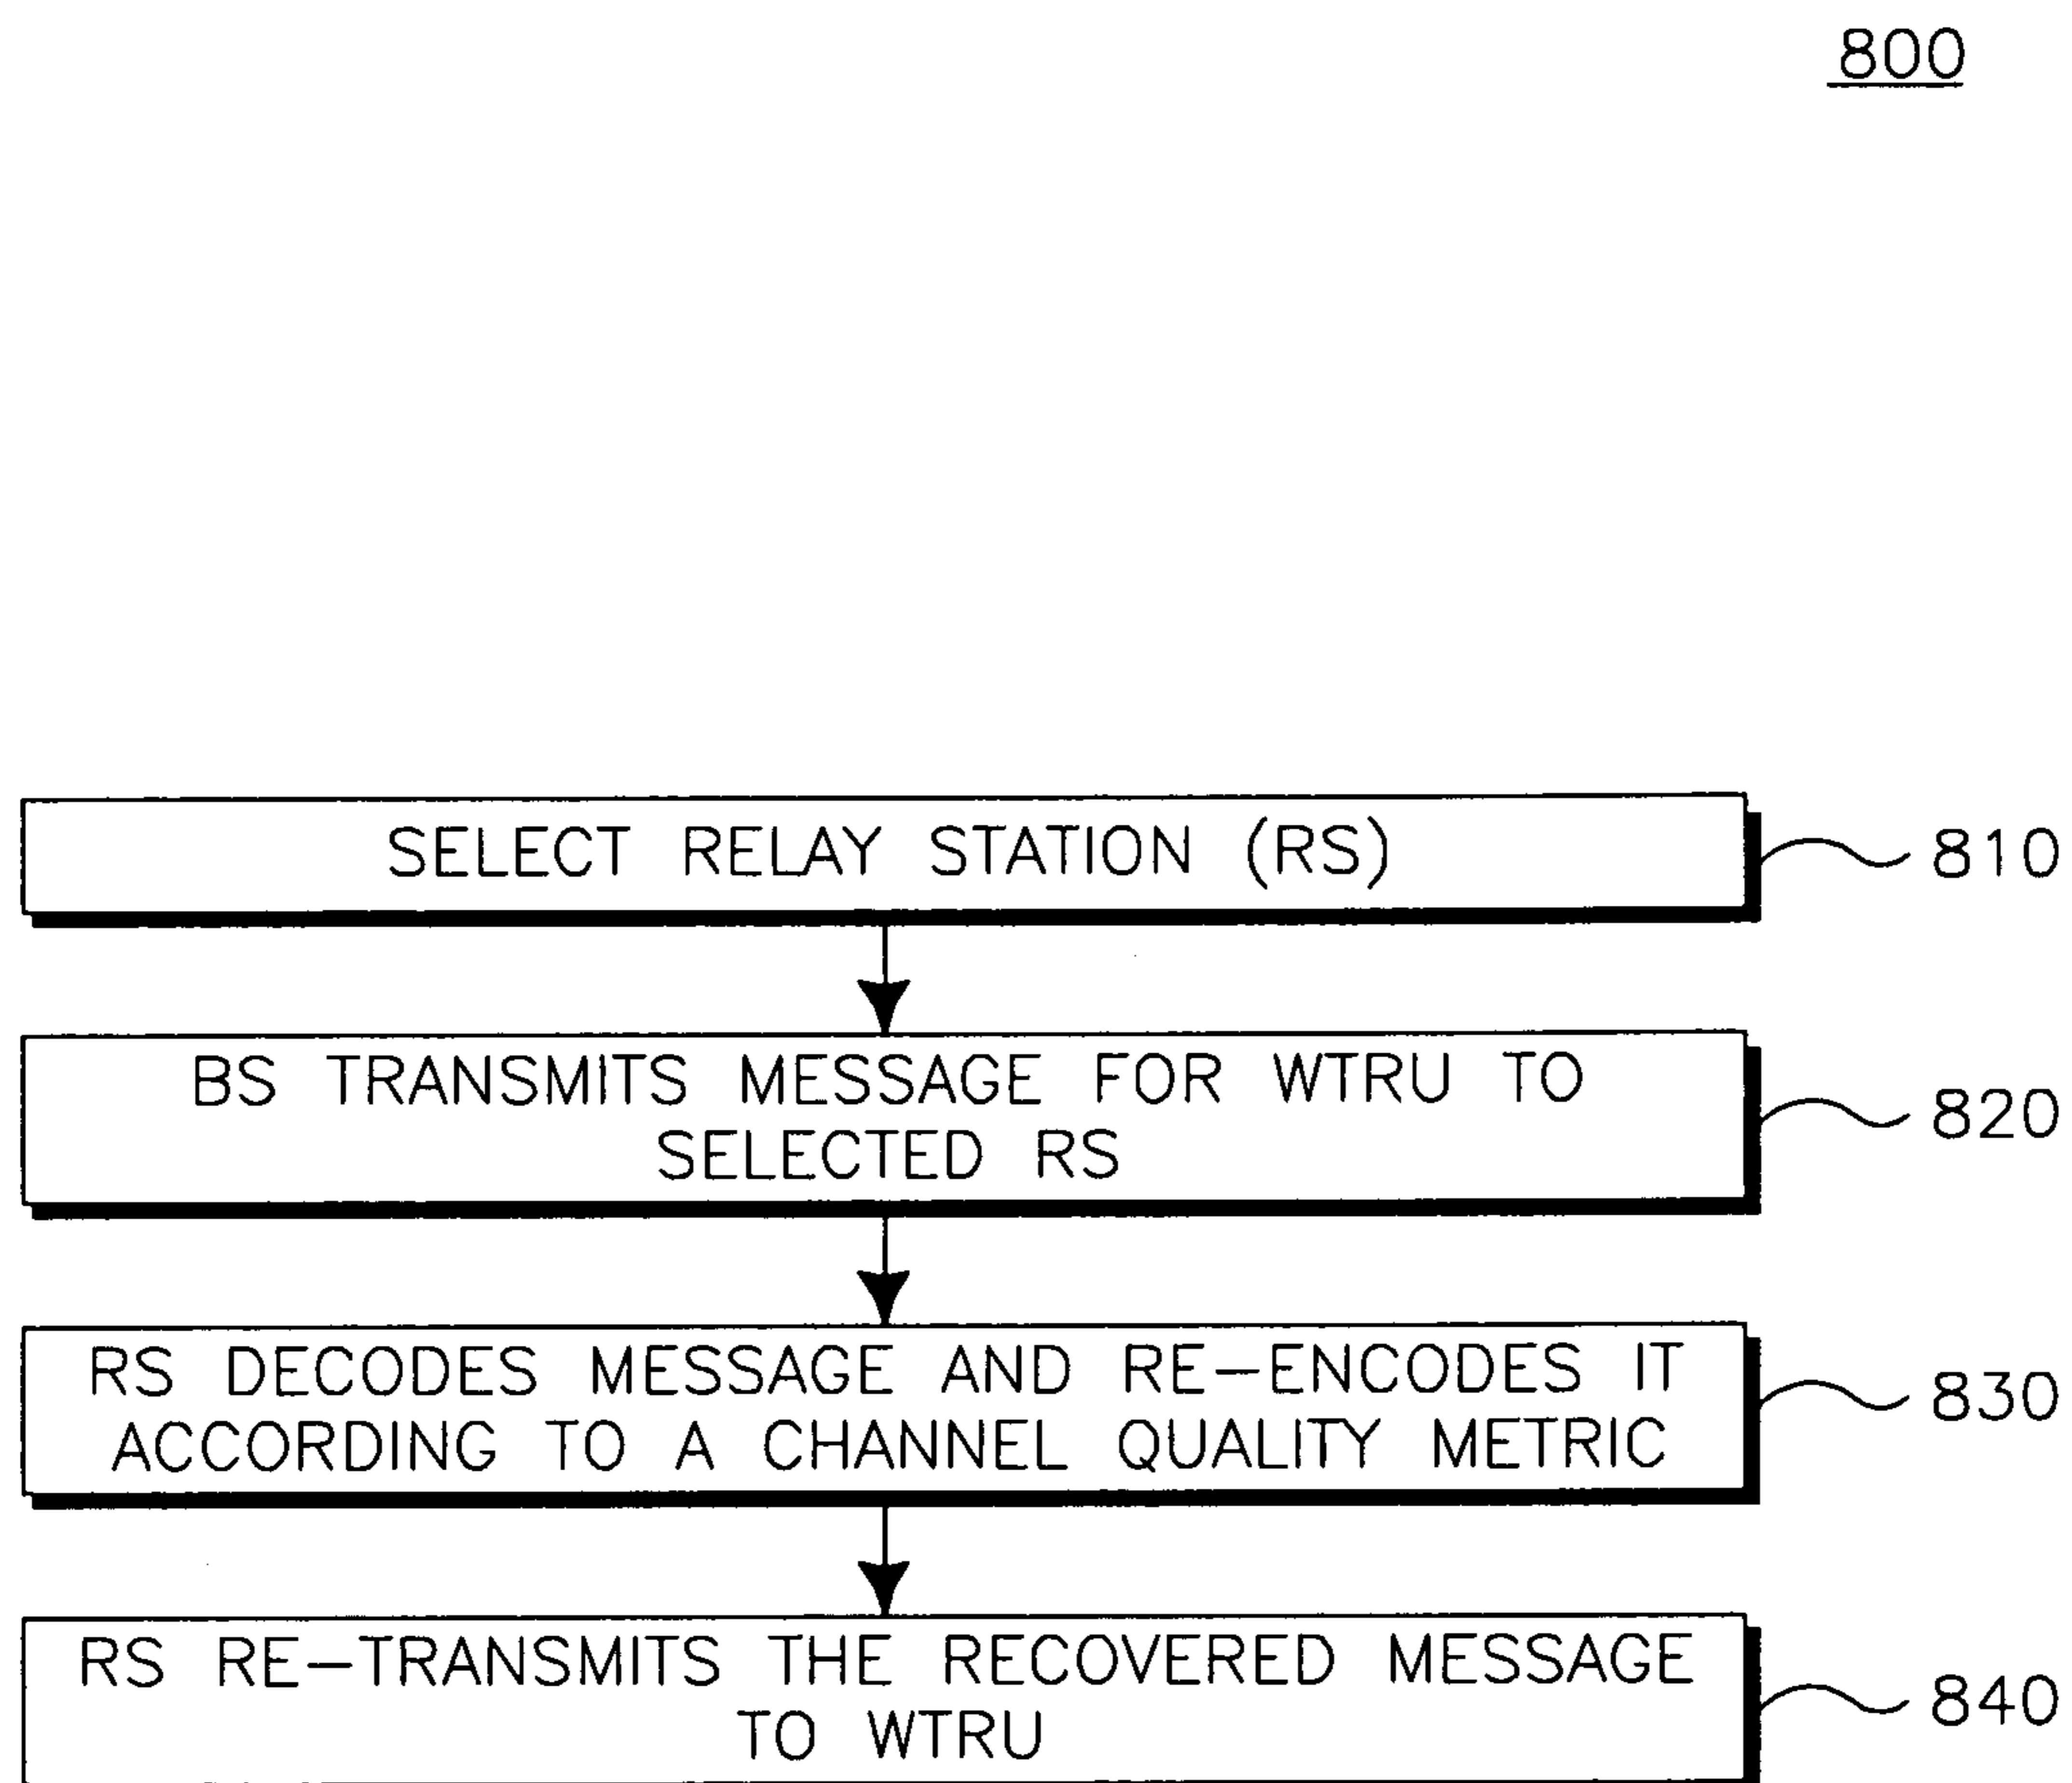 800
SELECT RELAY STATION (RS)
810
BS TRANSMITS MESSAGE FOR WTRU TO
SELECTED RS
820
RS DECODES MESSAGE AND RE-ENCODES IT
ACCORDING TO A CHANNEL QUALITY METRIC
830
RS RE-TRANSMITS THE RECOVERED MESSAGE
TO WTRU
840